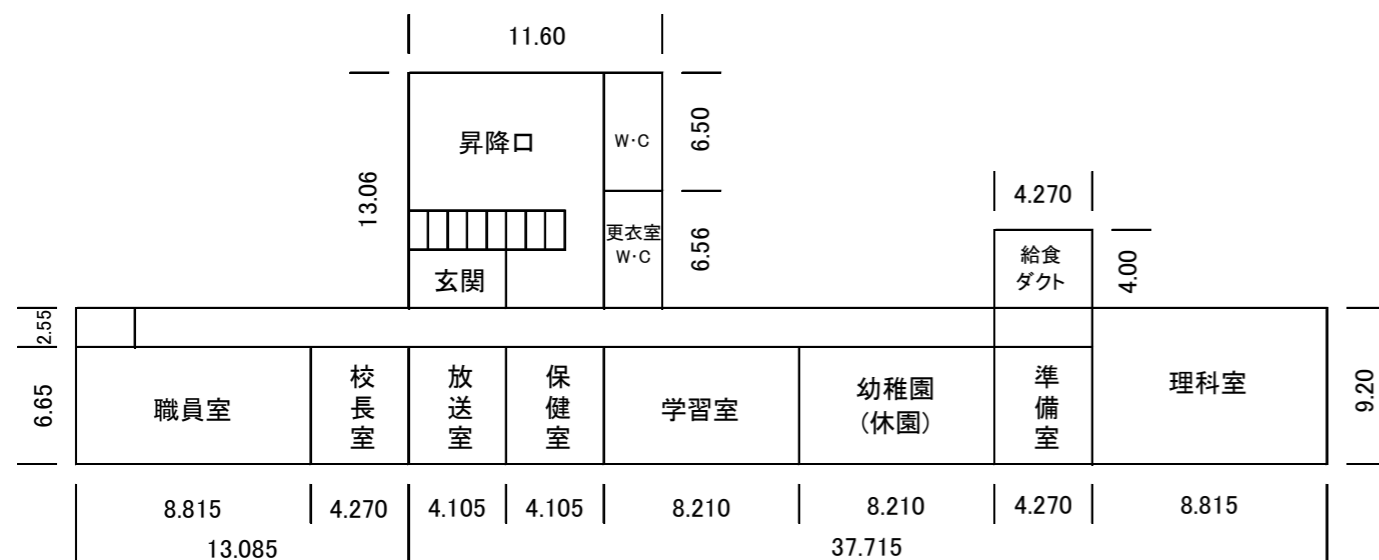 11.60
昇降口
W・C
6.50
13.06
4.270
更衣室
W・C
6.56
給食
ダクト
4.00
玄関
2.55
6.65
職員室
校長室
放送室
保健室
学習室
幼稚園
(休園)
準備室
理科室
9.20
8.815
4.270
4.105
4.105
8.210
8.210
4.270
8.815
13.085
37.715